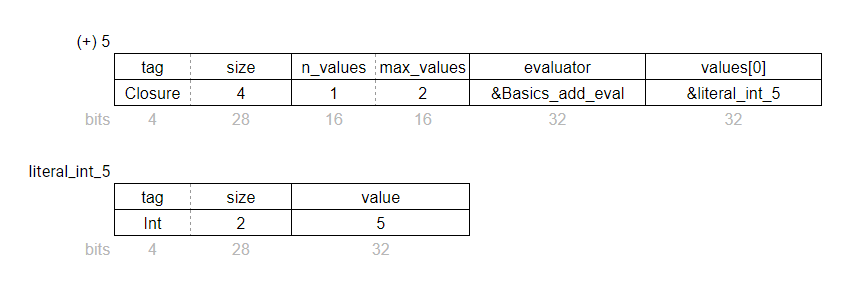 (+) 5
tag size n_values max_values evaluator values[0]
Closure 4 1 2 &Basics_add_eval &literal_int_5
bits 4 28 16 16 32 32
literal_int_5
tag size value
Int 2 5
bits 4 28 32